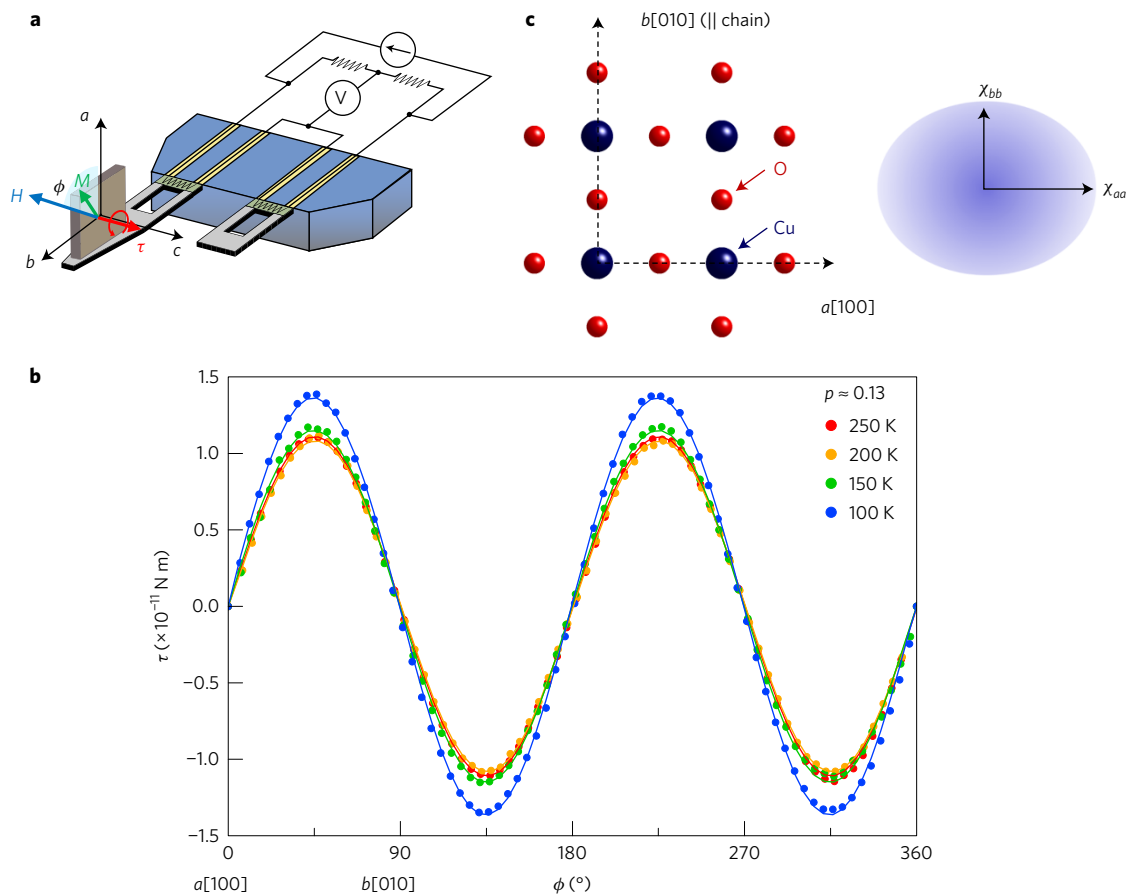 a
a
H
ϕ
M
τ
b
c
V
c
b[010] (|| chain)
O
Cu
a[100]
χbb
χaa
b
τ (×10⁻¹¹ N m)
1.5
1.0
0.5
0.0
−0.5
−1.0
−1.5
p ≈ 0.13
250 K
200 K
150 K
100 K
0 90 180 270 360
a[100] b[010] ϕ (°)